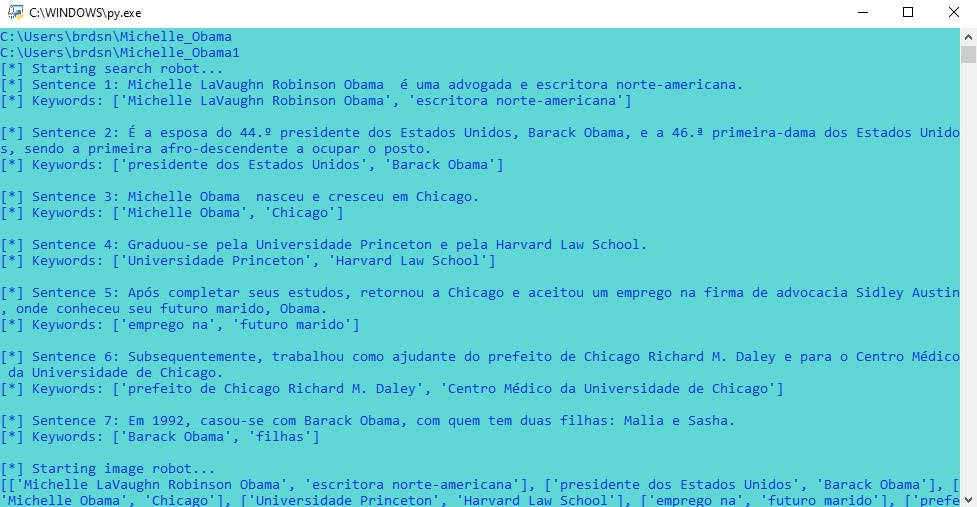 C:\WINDOWS\py.exe
C:\Users\brdsn\Michelle_Obama
C:\Users\brdsn\Michelle_Obama1
[*] Starting search robot...
[*] Sentence 1: Michelle LaVaughn Robinson Obama  é uma advogada e escritora norte-americana.
[*] Keywords: ['Michelle LaVaughn Robinson Obama', 'escritora norte-americana']
[*] Sentence 2: É a esposa do 44.º presidente dos Estados Unidos, Barack Obama, e a 46.ª primeira-dama dos Estados Unido
s, sendo a primeira afro-descendente a ocupar o posto.
[*] Keywords: ['presidente dos Estados Unidos', 'Barack Obama']
[*] Sentence 3: Michelle Obama  nasceu e cresceu em Chicago.
[*] Keywords: ['Michelle Obama', 'Chicago']
[*] Sentence 4: Graduou-se pela Universidade Princeton e pela Harvard Law School.
[*] Keywords: ['Universidade Princeton', 'Harvard Law School']
[*] Sentence 5: Após completar seus estudos, retornou a Chicago e aceitou um emprego na firma de advocacia Sidley Austin
, onde conheceu seu futuro marido, Obama.
[*] Keywords: ['emprego na', 'futuro marido']
[*] Sentence 6: Subsequentemente, trabalhou como ajudante do prefeito de Chicago Richard M. Daley e para o Centro Médico
 da Universidade de Chicago.
[*] Keywords: ['prefeito de Chicago Richard M. Daley', 'Centro Médico da Universidade de Chicago']
[*] Sentence 7: Em 1992, casou-se com Barack Obama, com quem tem duas filhas: Malia e Sasha.
[*] Keywords: ['Barack Obama', 'filhas']
[*] Starting image robot...
[['Michelle LaVaughn Robinson Obama', 'escritora norte-americana'], ['presidente dos Estados Unidos', 'Barack Obama'], [
'Michelle Obama', 'Chicago'], ['Universidade Princeton', 'Harvard Law School'], ['emprego na', 'futuro marido'], ['prefe